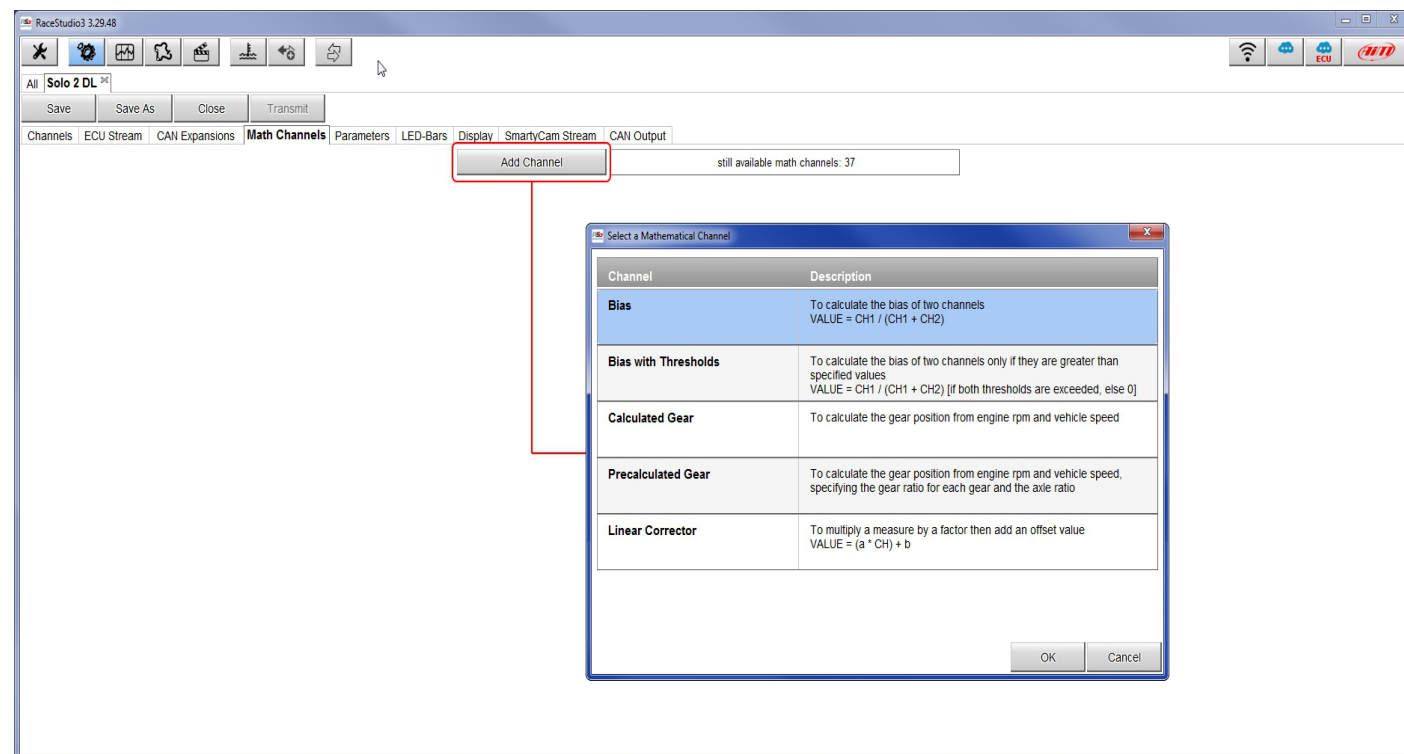 RaceStudio3 3.29.48
ECU
AiM
All Solo 2 DL
Save Save As Close Transmit
Channels ECU Stream CAN Expansions Math Channels Parameters LED-Bars Display SmartyCam Stream CAN Output
Add Channel still available math channels: 37
Select a Mathematical Channel
Channel Description
Bias To calculate the bias of two channels
VALUE = CH1 / (CH1 + CH2)
Bias with Thresholds To calculate the bias of two channels only if they are greater than
specified values
VALUE = CH1 / (CH1 + CH2) [if both thresholds are exceeded, else 0]
Calculated Gear To calculate the gear position from engine rpm and vehicle speed
Precalculated Gear To calculate the gear position from engine rpm and vehicle speed,
specifying the gear ratio for each gear and the axle ratio
Linear Corrector To multiply a measure by a factor then add an offset value
VALUE = (a * CH) + b
OK Cancel